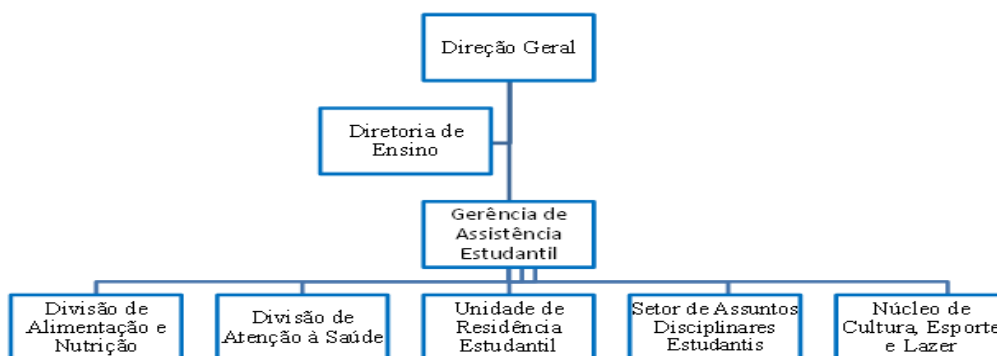 Direção Geral
Diretoria de
Ensino
Gerência de
Assistência
Estudantil
Divisão de
Alimentação e
Nutrição
Divisão de
Atenção à Saúde
Unidade de
Residência
Estudantil
Setor de Assuntos
Disciplinares
Estudantis
Núcleo de
Cultura, Esporte
e Lazer